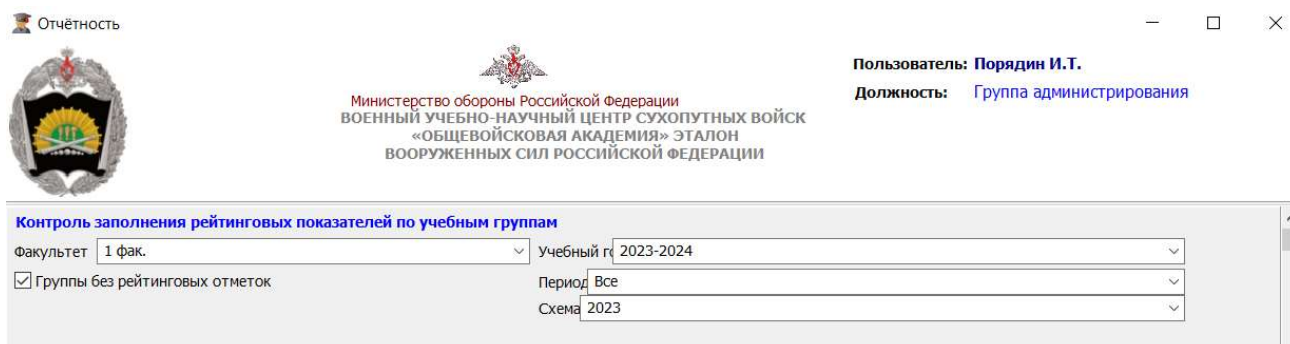 Отчётность
Министерство обороны Российской Федерации
ВОЕННЫЙ УЧЕБНО-НАУЧНЫЙ ЦЕНТР СУХОПУТНЫХ ВОЙСК
«ОБЩЕВОЙСКОВАЯ АКАДЕМИЯ» ЭТАЛОН
ВООРУЖЕННЫХ СИЛ РОССИЙСКОЙ ФЕДЕРАЦИИ
Пользователь: Порядин И.Т.
Должность: Группа администрирования
Контроль заполнения рейтинговых показателей по учебным группам
Факультет 1 фак. Учебный го 2023-2024
Группы без рейтинговых отметок Период Все
Схема 2023